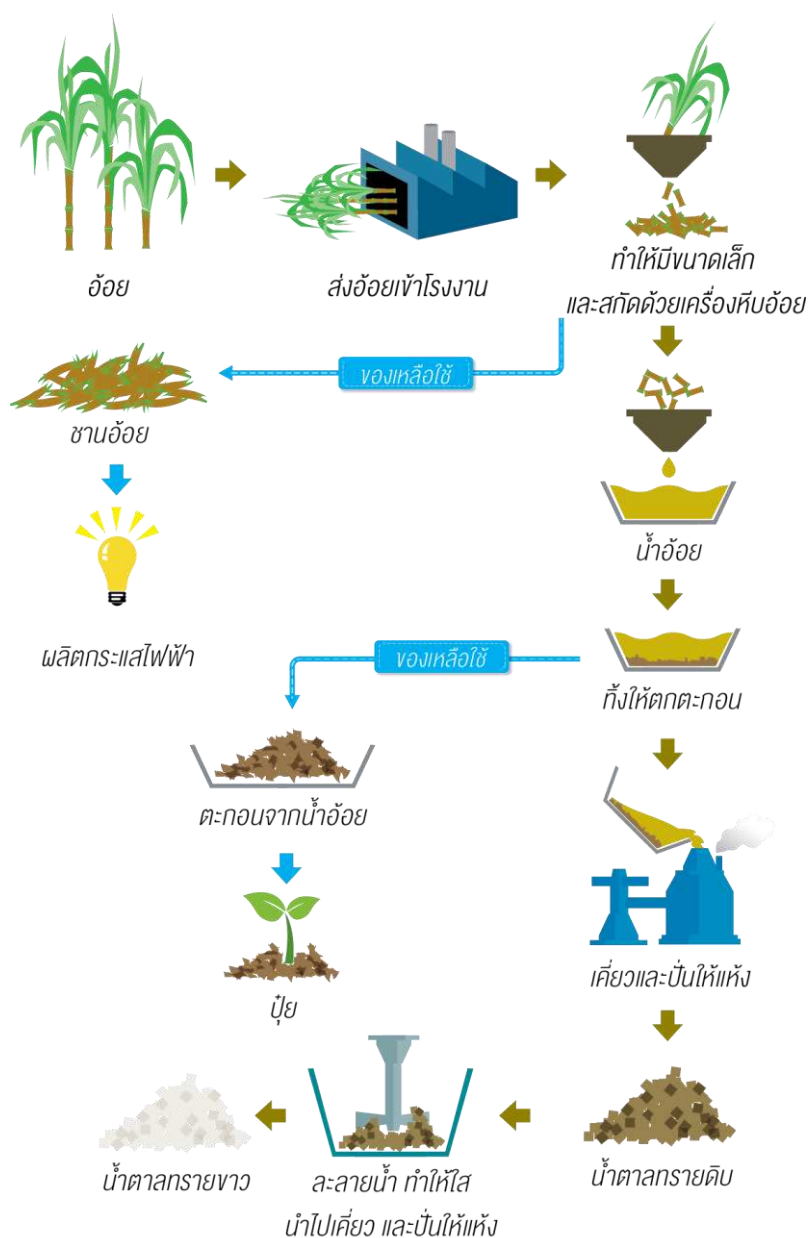 อ้อย
ส่งอ้อยเข้าโรงงาน
ทำให้มีขนาดเล็ก
และสกัดด้วยเครื่องหีบอ้อย
ของเหลือใช้
ชานอ้อย
น้ำอ้อย
ผลิตกระแสไฟฟ้า
ของเหลือใช้
ทิ้งให้ตกตะกอน
ตะกอนจากน้ำอ้อย
เคี่ยวและปั่นให้แห้ง
ปุ๋ย
น้ำตาลทรายขาว
ละลายน้ำ ทำให้ใส
นำไปเคี่ยว และปั่นให้แห้ง
น้ำตาลทรายดิบ